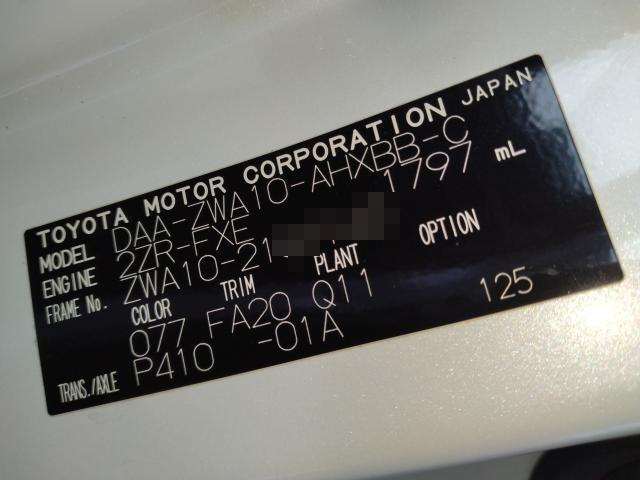 TOYOTA MOTOR CORPORATION JAPAN
MODEL DAA-ZWA10-AHXBB-C
ENGINE 2ZR-FXE 1797 mL
FRAME No. ZWA10-21
COLOR TRIM PLANT OPTION
077 FA20 Q11 125
TRANS./AXLE P410 -01A